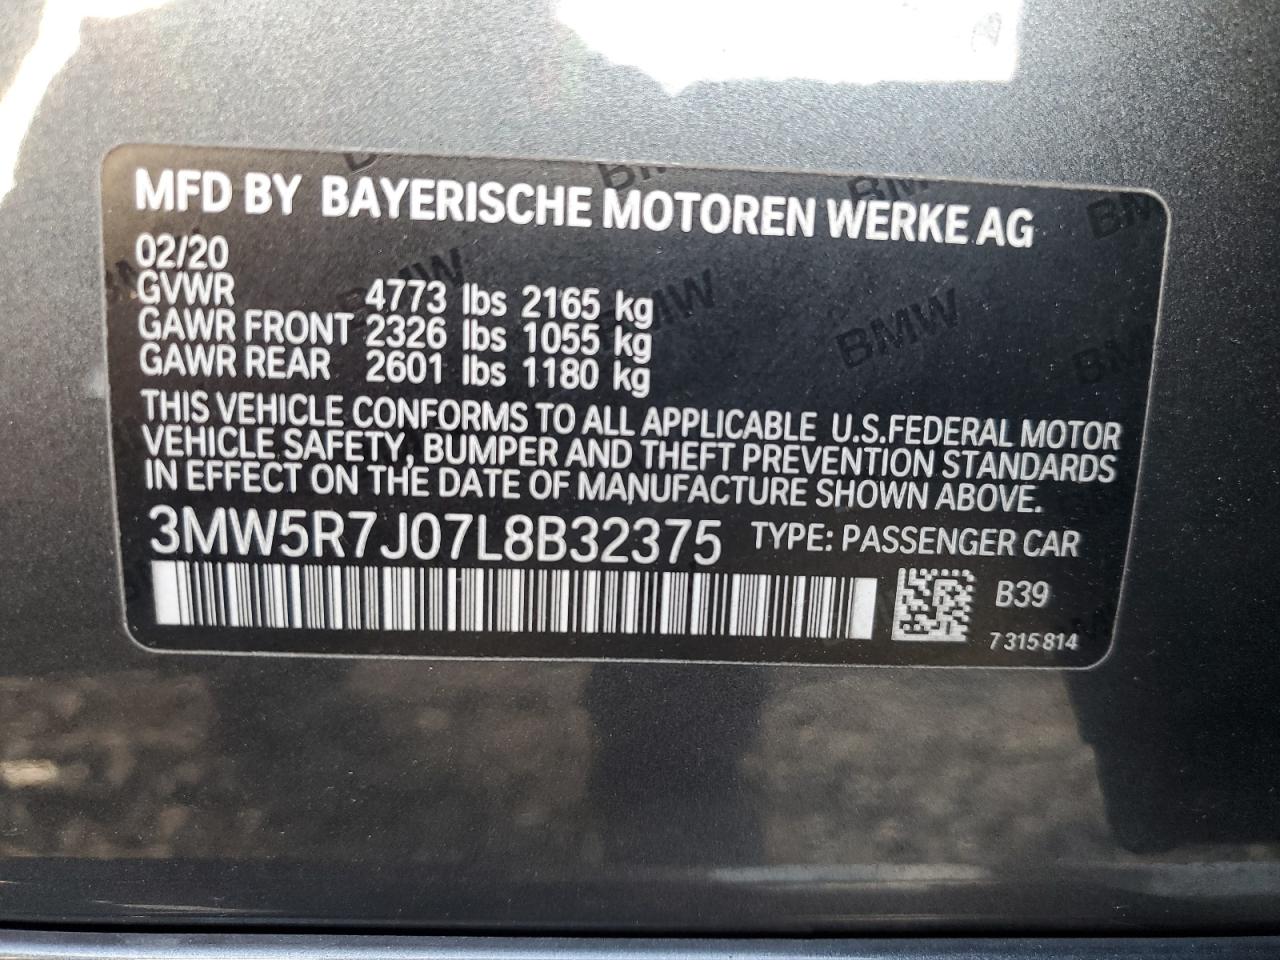 MFD BY BAYERISCHE MOTOREN WERKE AG
02/20
GVWR 4773 lbs 2165 kg
GAWR FRONT 2326 lbs 1055 kg
GAWR REAR 2601 lbs 1180 kg
THIS VEHICLE CONFORMS TO ALL APPLICABLE U.S.FEDERAL MOTOR
VEHICLE SAFETY, BUMPER AND THEFT PREVENTION STANDARDS
IN EFFECT ON THE DATE OF MANUFACTURE SHOWN ABOVE.
3MW5R7J07L8B32375 TYPE: PASSENGER CAR
B39
7 315 814